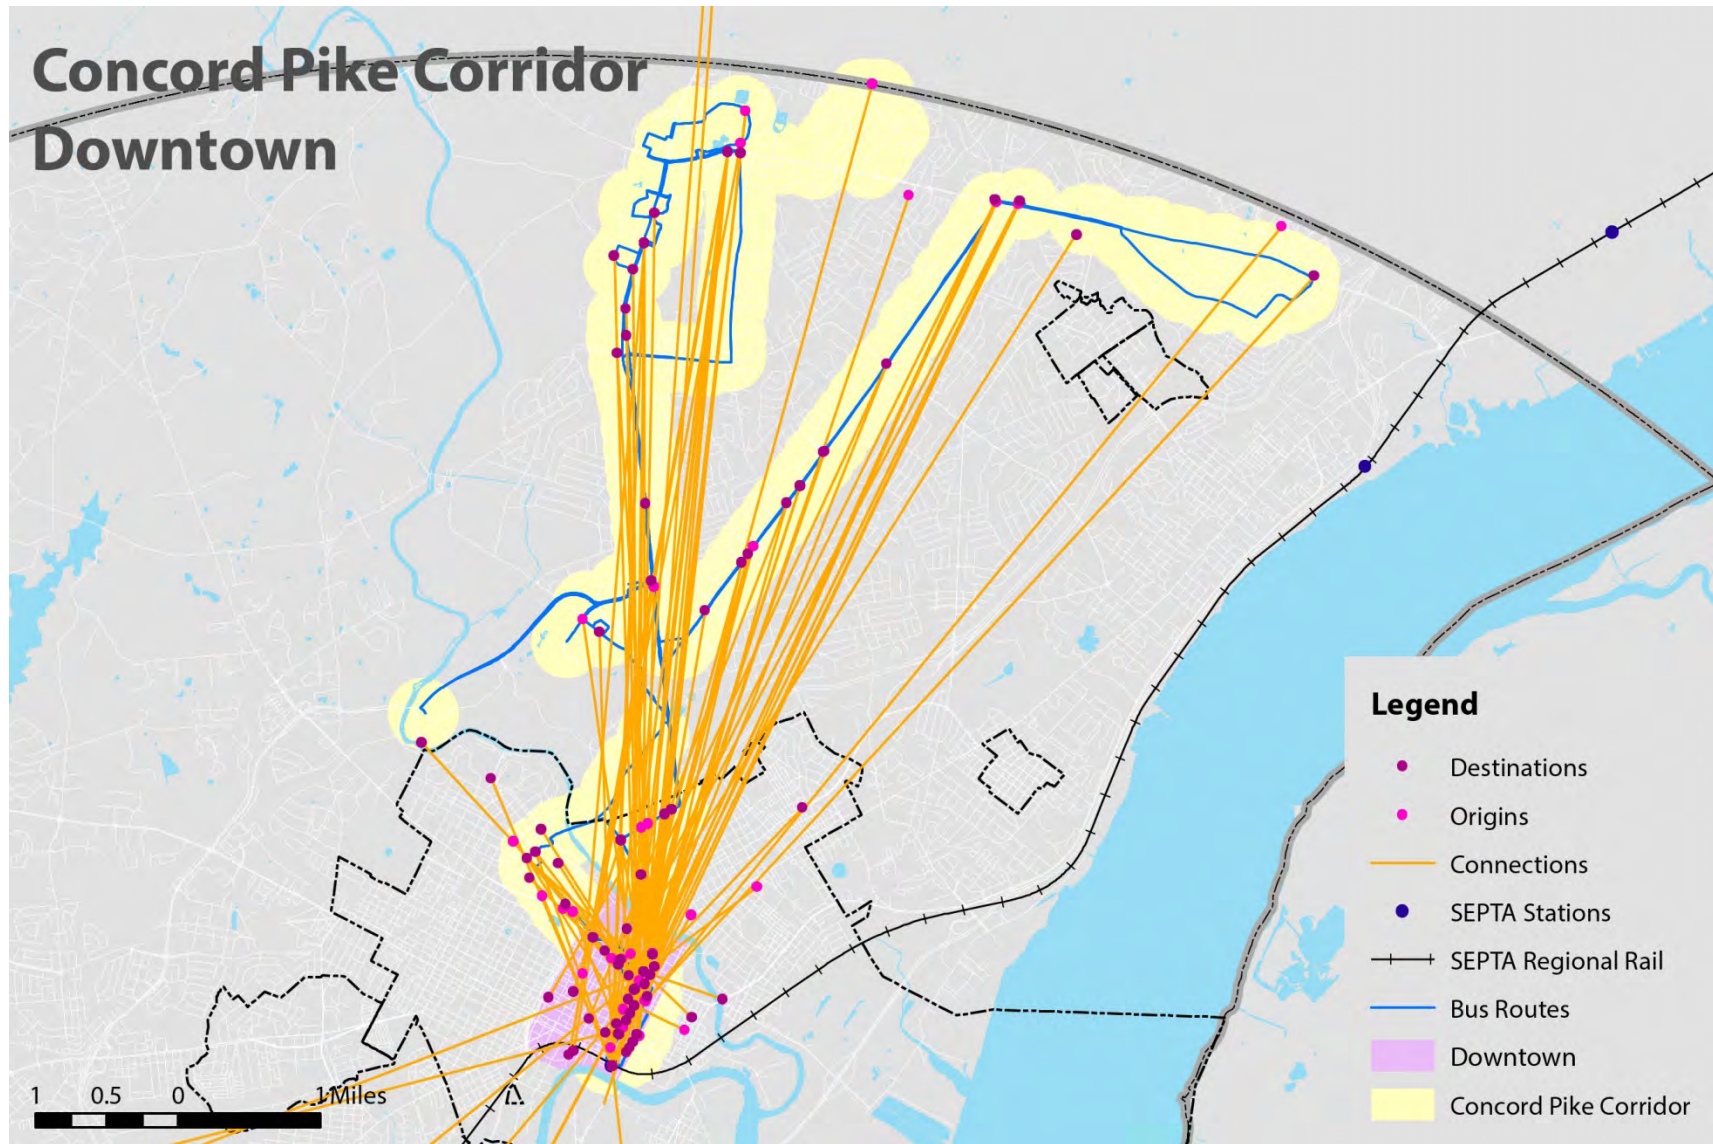 Concord Pike Corridor
Downtown
Legend
Destinations
Origins
Connections
SEPTA Stations
SEPTA Regional Rail
Bus Routes
Downtown
Concord Pike Corridor
1 0.5 0 1 Miles